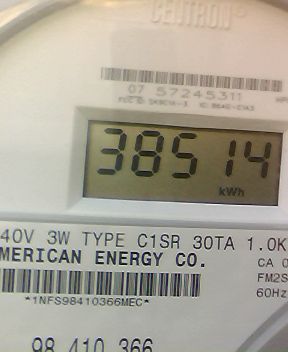 CENTRON®
07 57245311
38514
kWh
40V 3W TYPE C1SR 30TA 1.0K
MERICAN ENERGY CO.
CA 0
FM2S
60Hz
*1NFS98410366MEC*
98 410 366